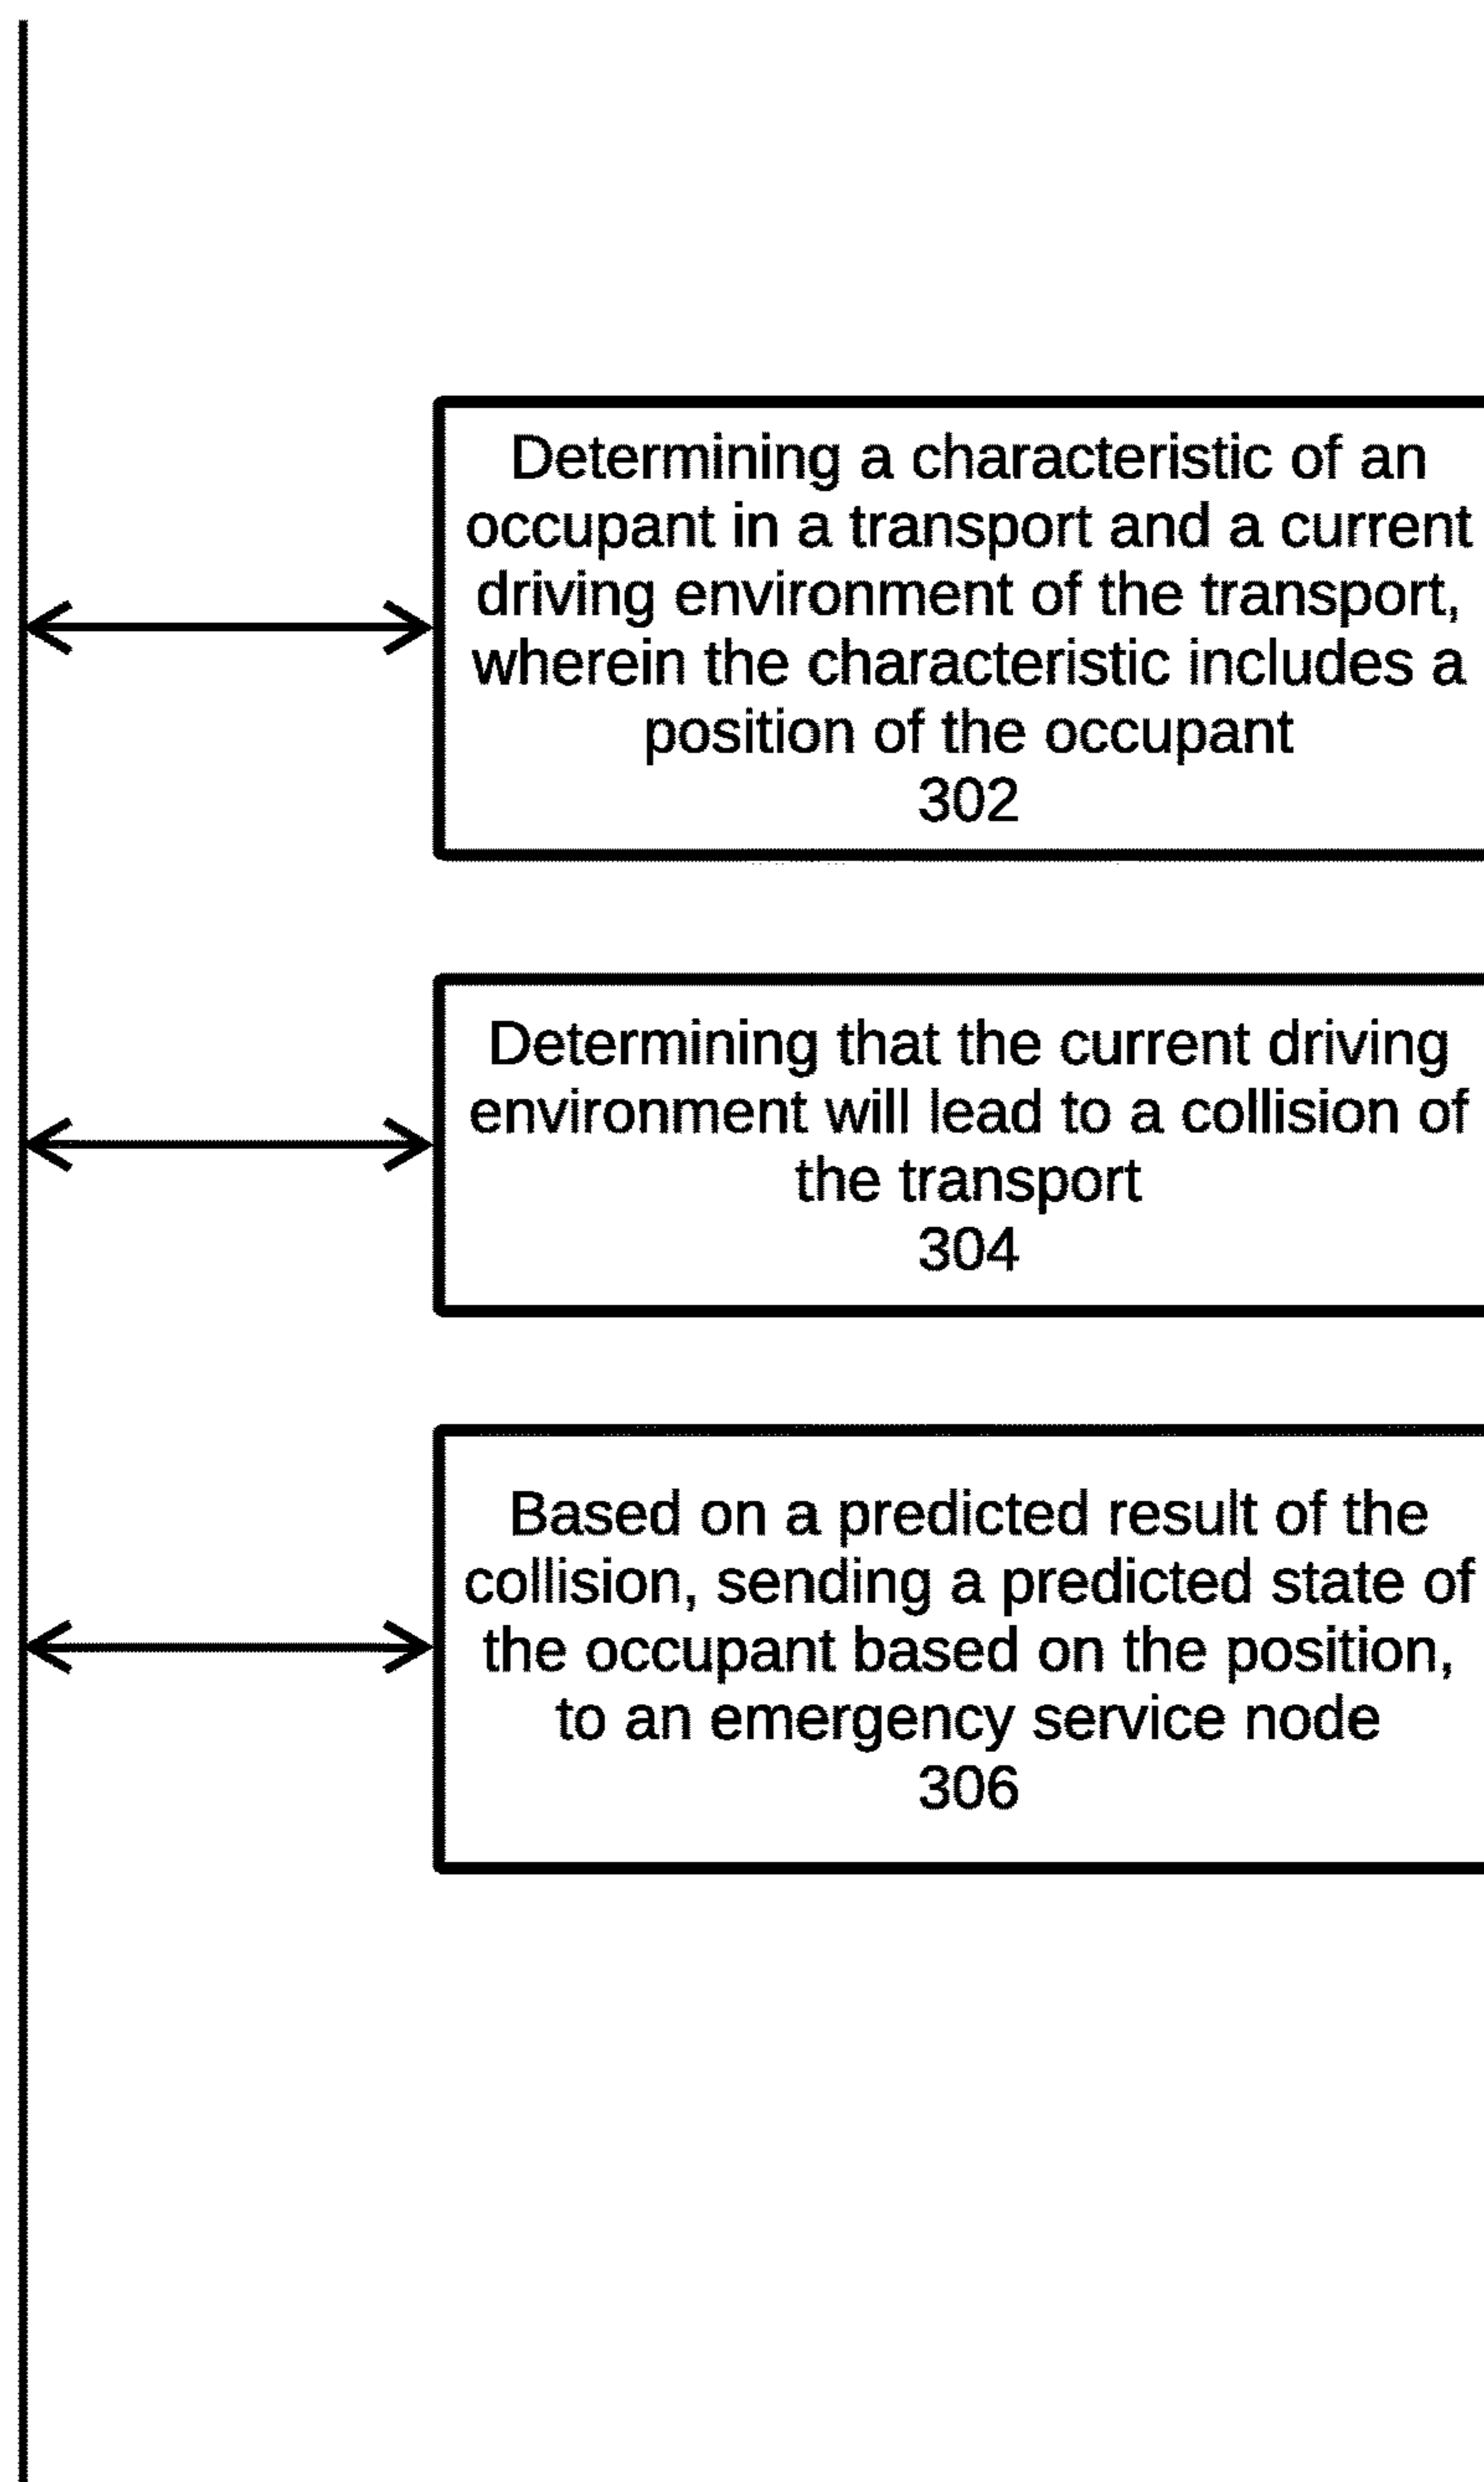 Determining a characteristic of an
occupant in a transport and a current
driving environment of the transport,
wherein the characteristic includes a
position of the occupant
302
Determining that the current driving
environment will lead to a collision of
the transport
304
Based on a predicted result of the
collision, sending a predicted state of
the occupant based on the position,
to an emergency service node
306